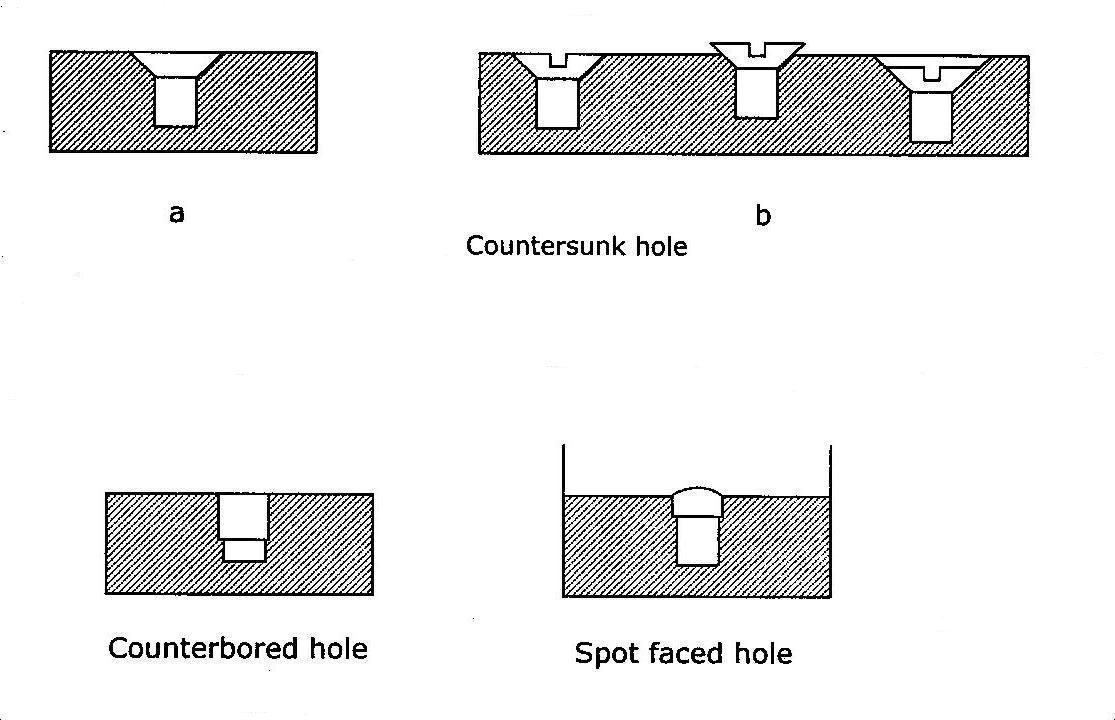 a
b
Countersunk hole
Counterbored hole
Spot faced hole